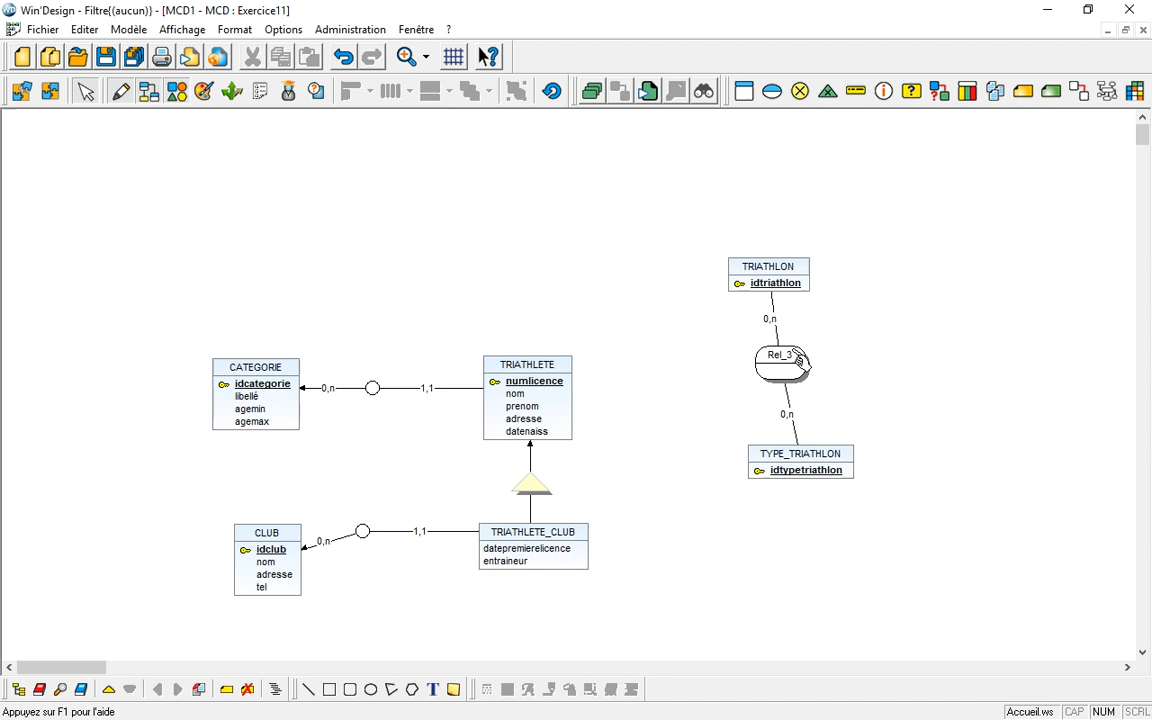 Win'Design - Filtre{(aucun)} - [MCD1 - MCD : Exercice11]
Fichier Editer Modèle Affichage Format Options Administration Fenêtre ?
TRIATHLON
idtriathlon
0,n
Rel_3
0,n
TYPE_TRIATHLON
idtypetriathlon
CATEGORIE
idcategorie
libellé
agemin
agemax
0,n
1,1
TRIATHLETE
numlicence
nom
prenom
adresse
datenaiss
CLUB
idclub
nom
adresse
tel
0,n
1,1
TRIATHLETE_CLUB
datepremierelicence
entraineur
T
Appuyez sur F1 pour l'aide
Accueil.ws CAP NUM SCRL